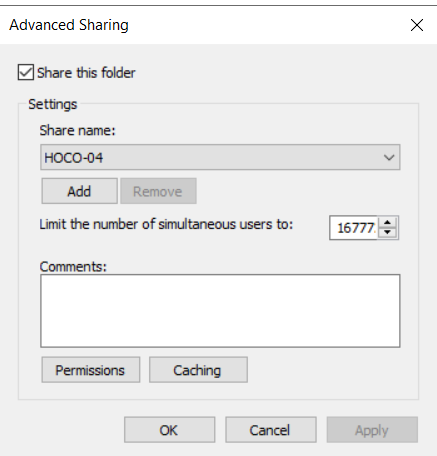 Advanced Sharing
Share this folder
Settings
Share name:
HOCO-04
Add Remove
Limit the number of simultaneous users to: 16777
Comments:
Permissions Caching
OK Cancel Apply